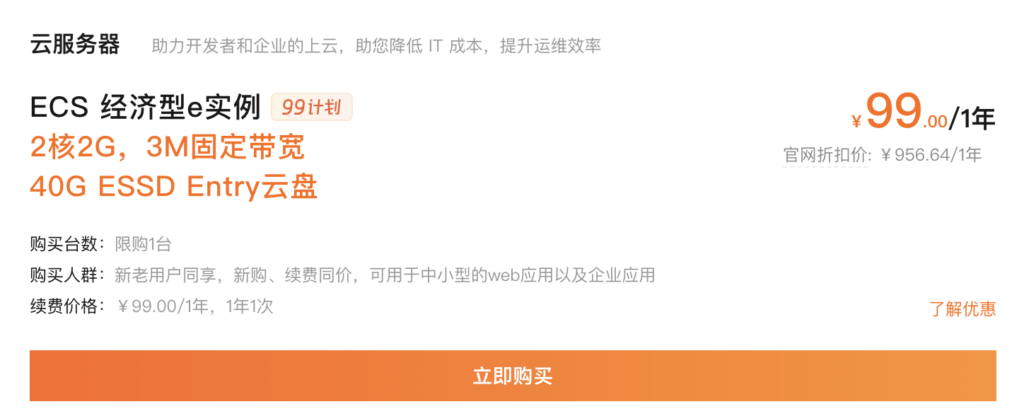 云服务器 助力开发者和企业的上云，助您降低 IT 成本，提升运维效率
ECS 经济型e实例 99计划
¥99.00/1年
2核2G，3M固定带宽
官网折扣价: ¥956.64/1年
40G ESSD Entry云盘
购买台数： 限购1台
购买人群： 新老用户同享，新购、续费同价，可用于中小型的web应用以及企业应用
续费价格： ¥99.00/1年，1年1次
了解优惠
立即购买